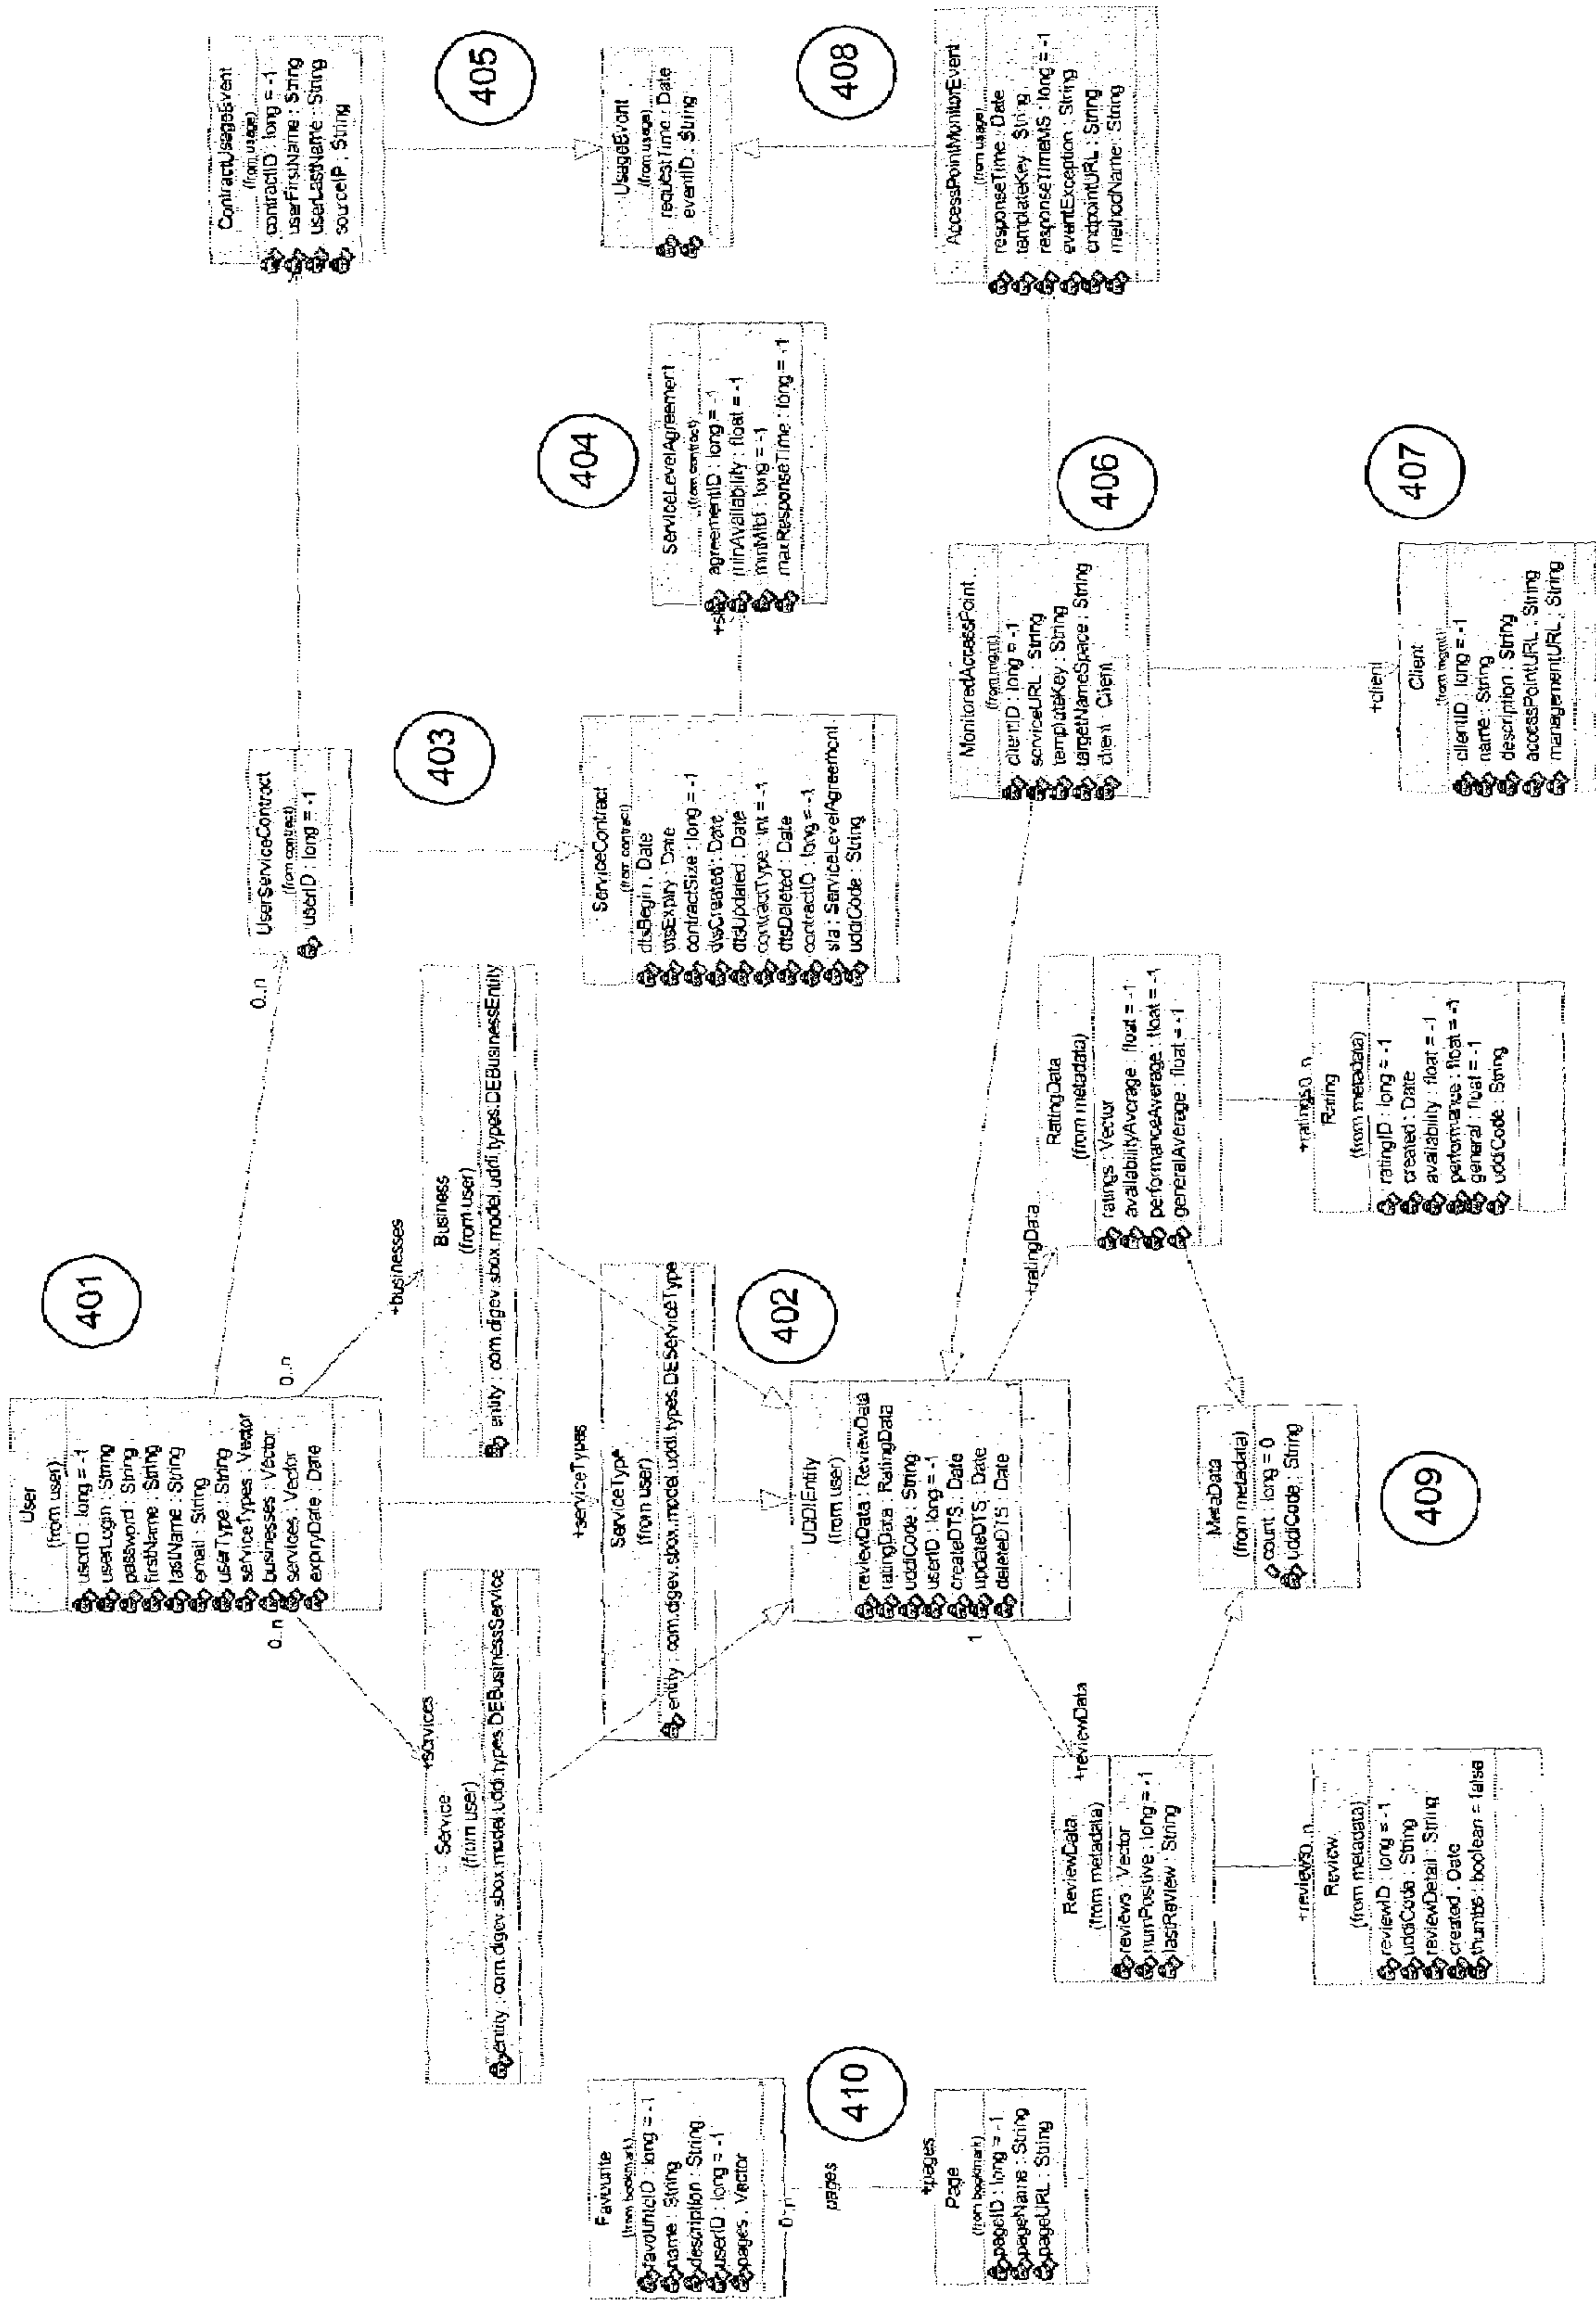 User
(from user)
userID : long = -1
userLogin : String
password : String
firstName : String
lastName : String
email : String
userType : String
serviceTypes : Vector
businesses : Vector
services : Vector
expiryDate : Date
401
0..n
0..n
0..n
+services
+serviceTypes
+businesses
Service
(from user)
entity : com.digev.sbox.model.uddi.types.DEBusinessService
ServiceType
(from user)
entity : com.digev.sbox.model.uddi.types.DEServiceType
Business
(from user)
entity : com.digev.sbox.model.uddi.types.DEBusinessEntity
402
UDDIEntity
(from user)
reviewData : ReviewData
ratingData : RatingData
uddiCode : String
userID : long = -1
createDTS : Date
updateDTS : Date
deleteDTS : Date
1
+reviewData
+ratingData
ReviewData
(from metadata)
reviews : Vector
numPositive : long = -1
lastReview : String
+reviews
0..n
Review
(from metadata)
reviewID : long = -1
uddiCode : String
reviewDetail : String
created : Date
thumbs : boolean = false
MetaData
(from metadata)
count : long = 0
uddiCode : String
409
RatingData
(from metadata)
ratings : Vector
availabilityAverage : float = -1
performanceAverage : float = -1
generalAverage : float = -1
+ratings
0..n
Rating
(from metadata)
ratingID : long = -1
created : Date
availability : float = -1
performance : float = -1
general : float = -1
uddiCode : String
Favourite
(from bookmark)
favouriteID : long = -1
name : String
description : String
userID : long = -1
pages : Vector
0..n
pages
410
+pages
Page
(from bookmark)
pageID : long = -1
pageName : String
pageURL : String
UserServiceContract
(from contract)
userID : long = -1
403
ServiceContract
(from contract)
dtsBegin : Date
dtsExpiry : Date
contractSize : long = -1
dtsCreated : Date
dtsUpdated : Date
contractType : int = -1
dtsDeleted : Date
contractID : long = -1
sla : ServiceLevelAgreement
uddiCode : String
404
+sla
ServiceLevelAgreement
(from contract)
agreementID : long = -1
minAvailability : float = -1
minMtbf : long = -1
maxResponseTime : long = -1
ContractUsageEvent
(from usage)
contractID : long = -1
userFirstName : String
userLastName : String
sourceIP : String
405
UsageEvent
(from usage)
requestTime : Date
eventID : String
408
AccessPointMonitorEvent
(from usage)
responseTime : Date
templateKey : String
responseTimeMS : long = -1
eventException : String
endpointURL : String
methodName : String
MonitoredAccessPoint
(from mgmt)
clientID : long = -1
serviceURL : String
templateKey : String
targetNameSpace : String
client : Client
406
+client
Client
(from mgmt)
clientID : long = -1
name : String
description : String
accessPointURL : String
managementURL : String
407